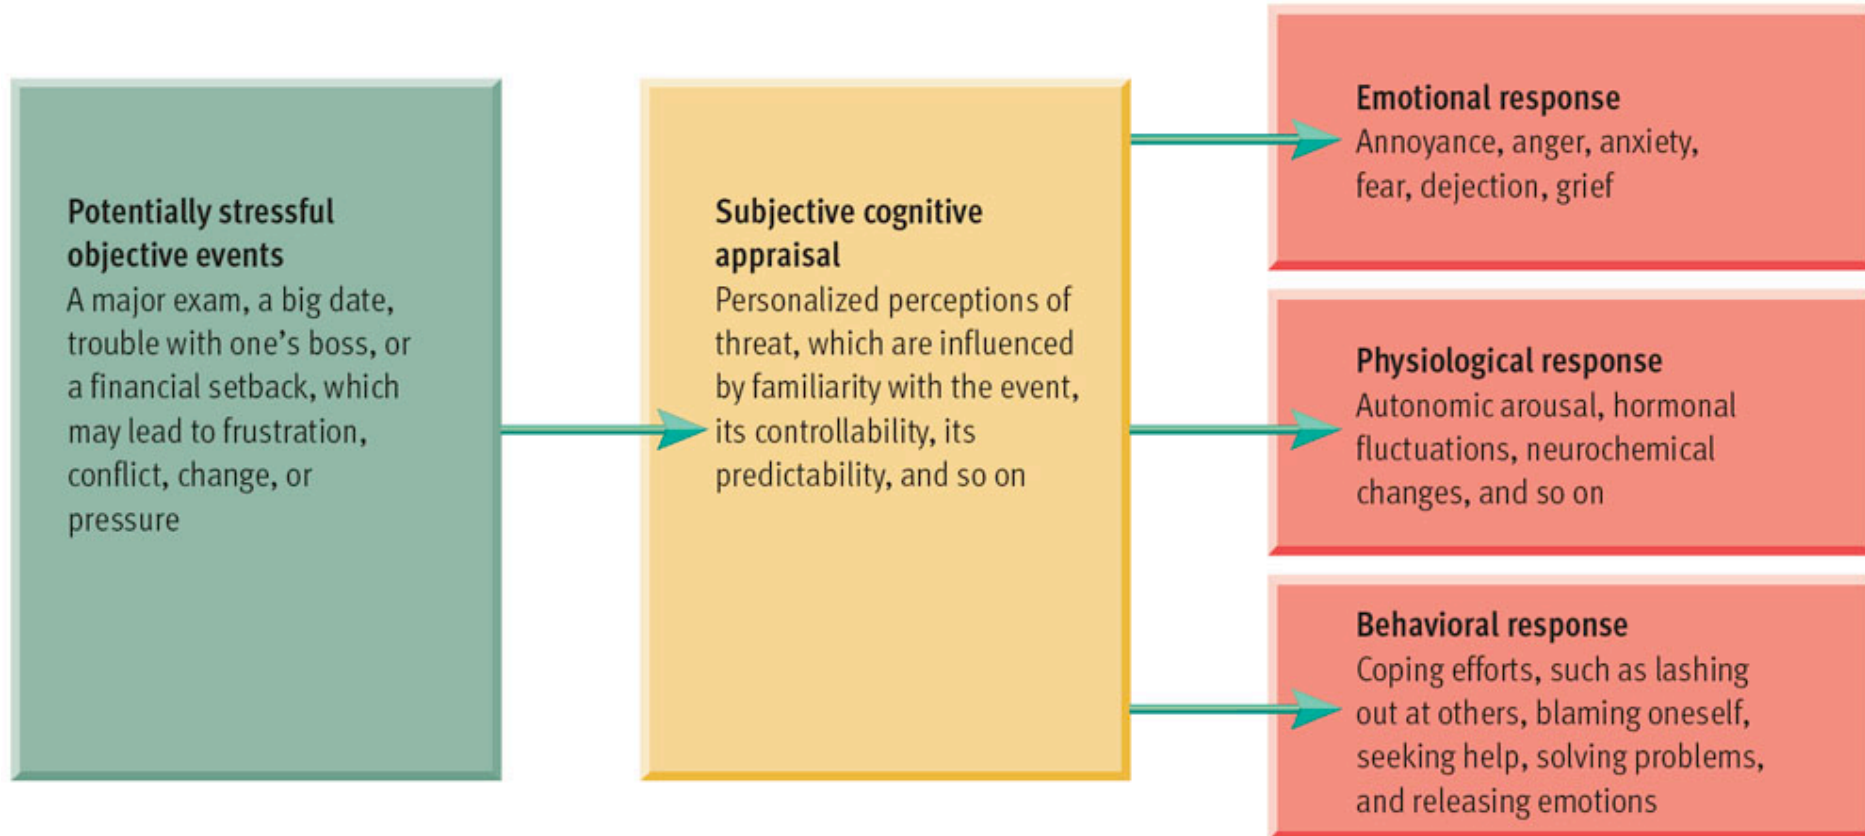 Potentially stressful
objective events
A major exam, a big date,
trouble with one's boss, or
a financial setback, which
may lead to frustration,
conflict, change, or
pressure
Subjective cognitive
appraisal
Personalized perceptions of
threat, which are influenced
by familiarity with the event,
its controllability, its
predictability, and so on
Emotional response
Annoyance, anger, anxiety,
fear, dejection, grief
Physiological response
Autonomic arousal, hormonal
fluctuations, neurochemical
changes, and so on
Behavioral response
Coping efforts, such as lashing
out at others, blaming oneself,
seeking help, solving problems,
and releasing emotions